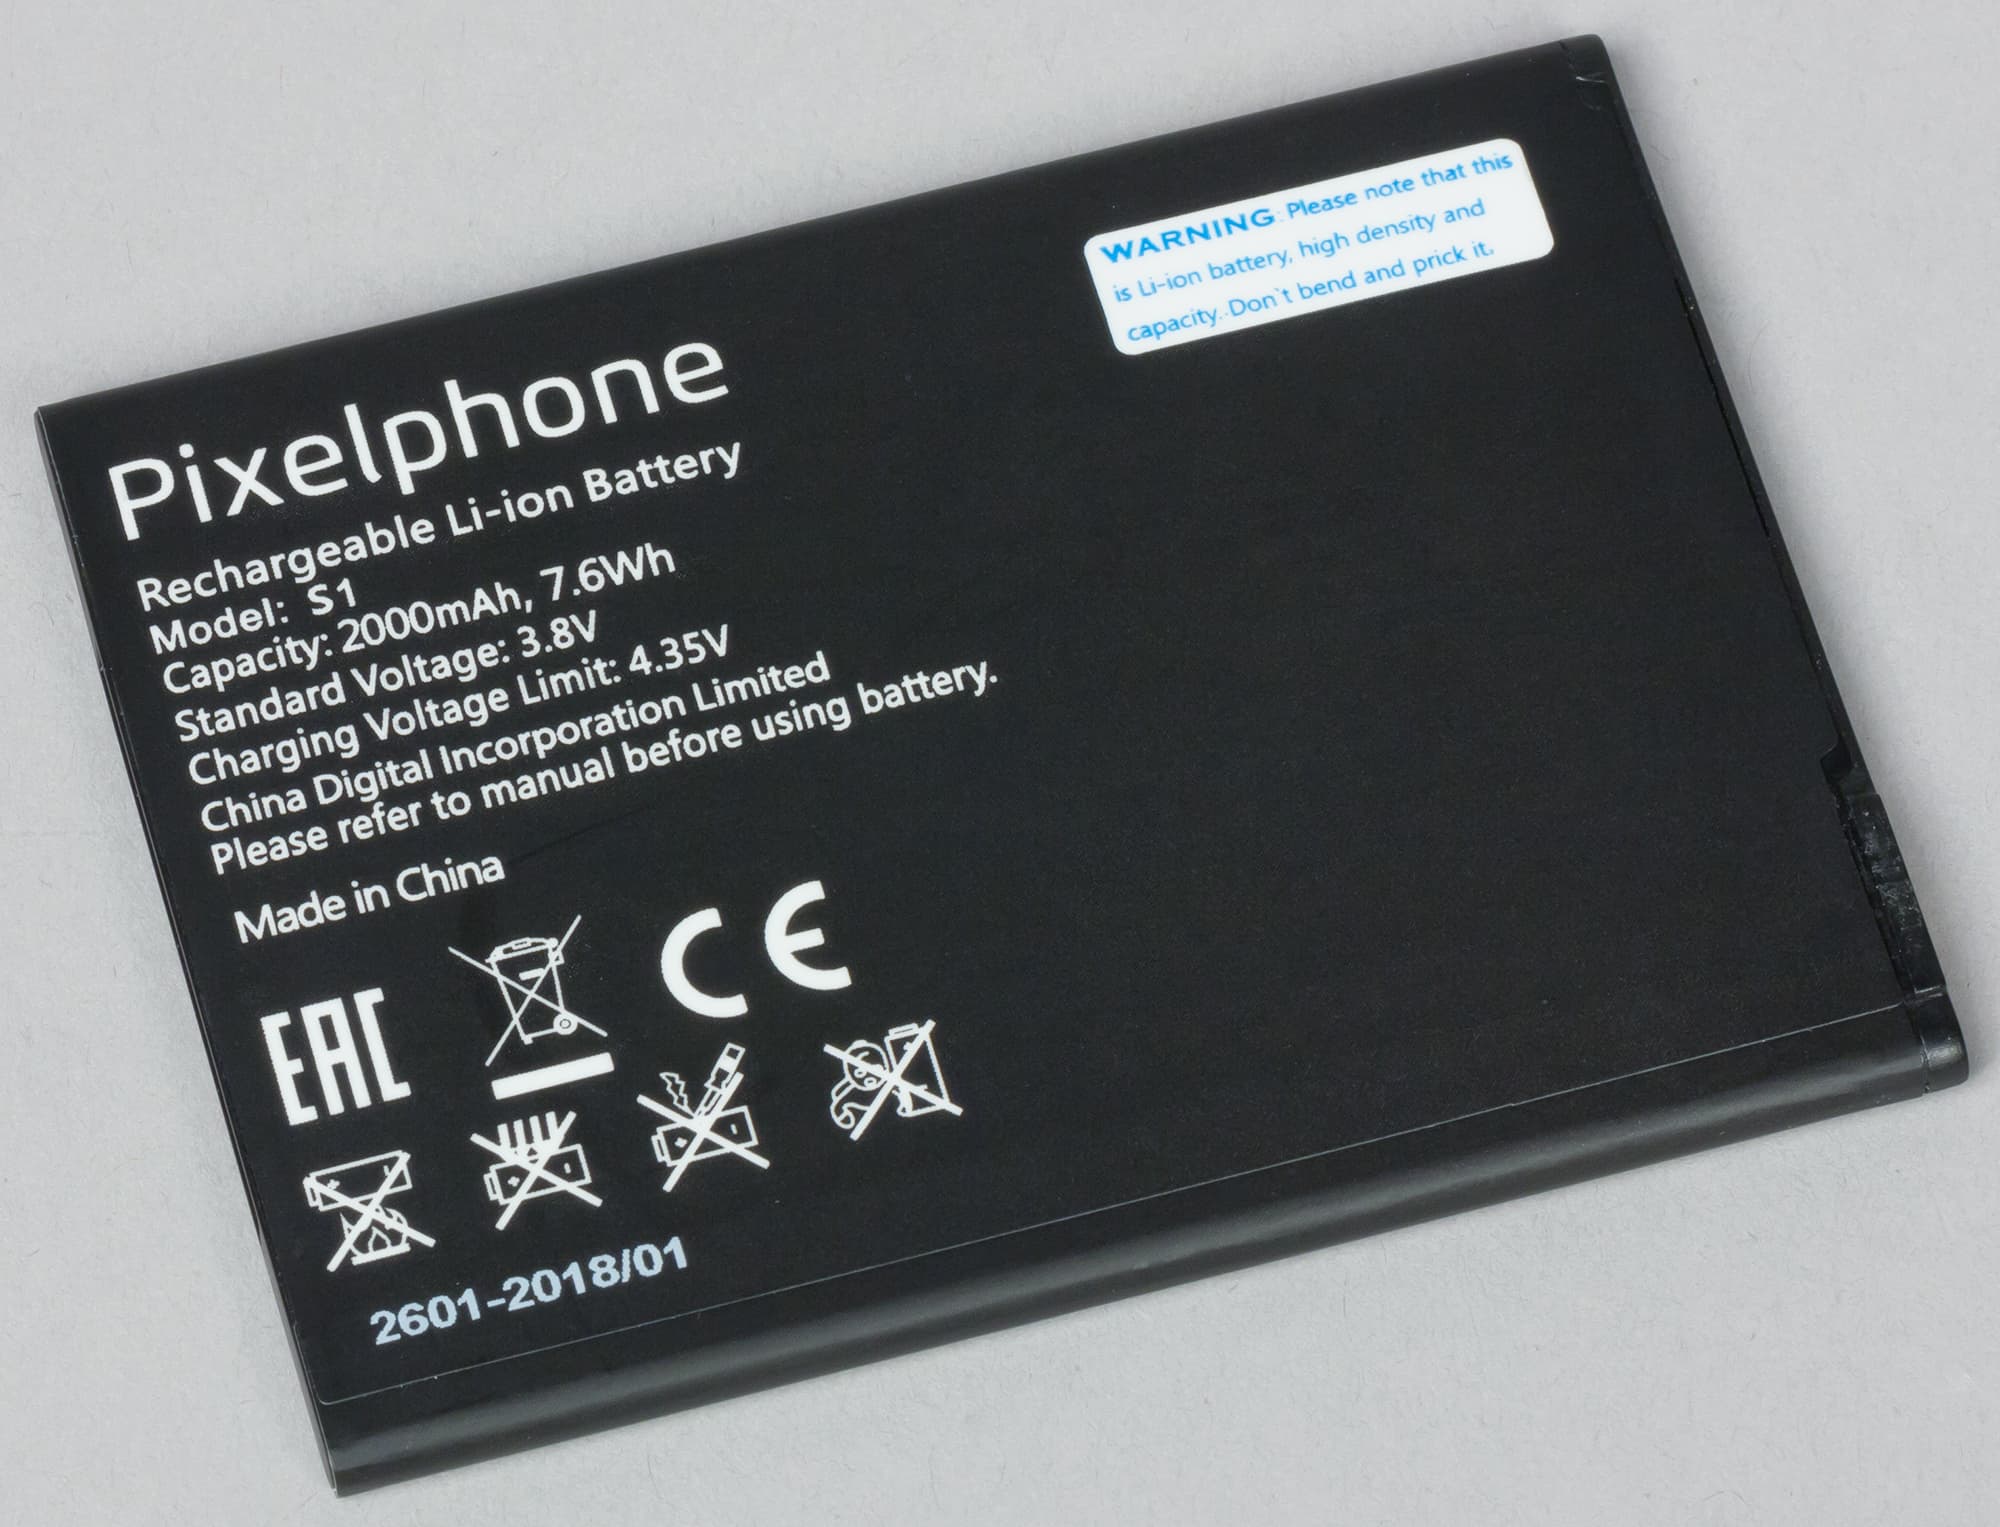 WARNING: Please note that this
is Li-ion battery, high density and
capacity. Don`t bend and prick it.
Pixelphone
Rechargeable Li-ion Battery
Model: S1
Capacity: 2000mAh, 7.6Wh
Standard Voltage: 3.8V
Charging Voltage Limit: 4.35V
China Digital Incorporation Limited
Please refer to manual before using battery.
Made in China
EAC CE
2601-2018/01